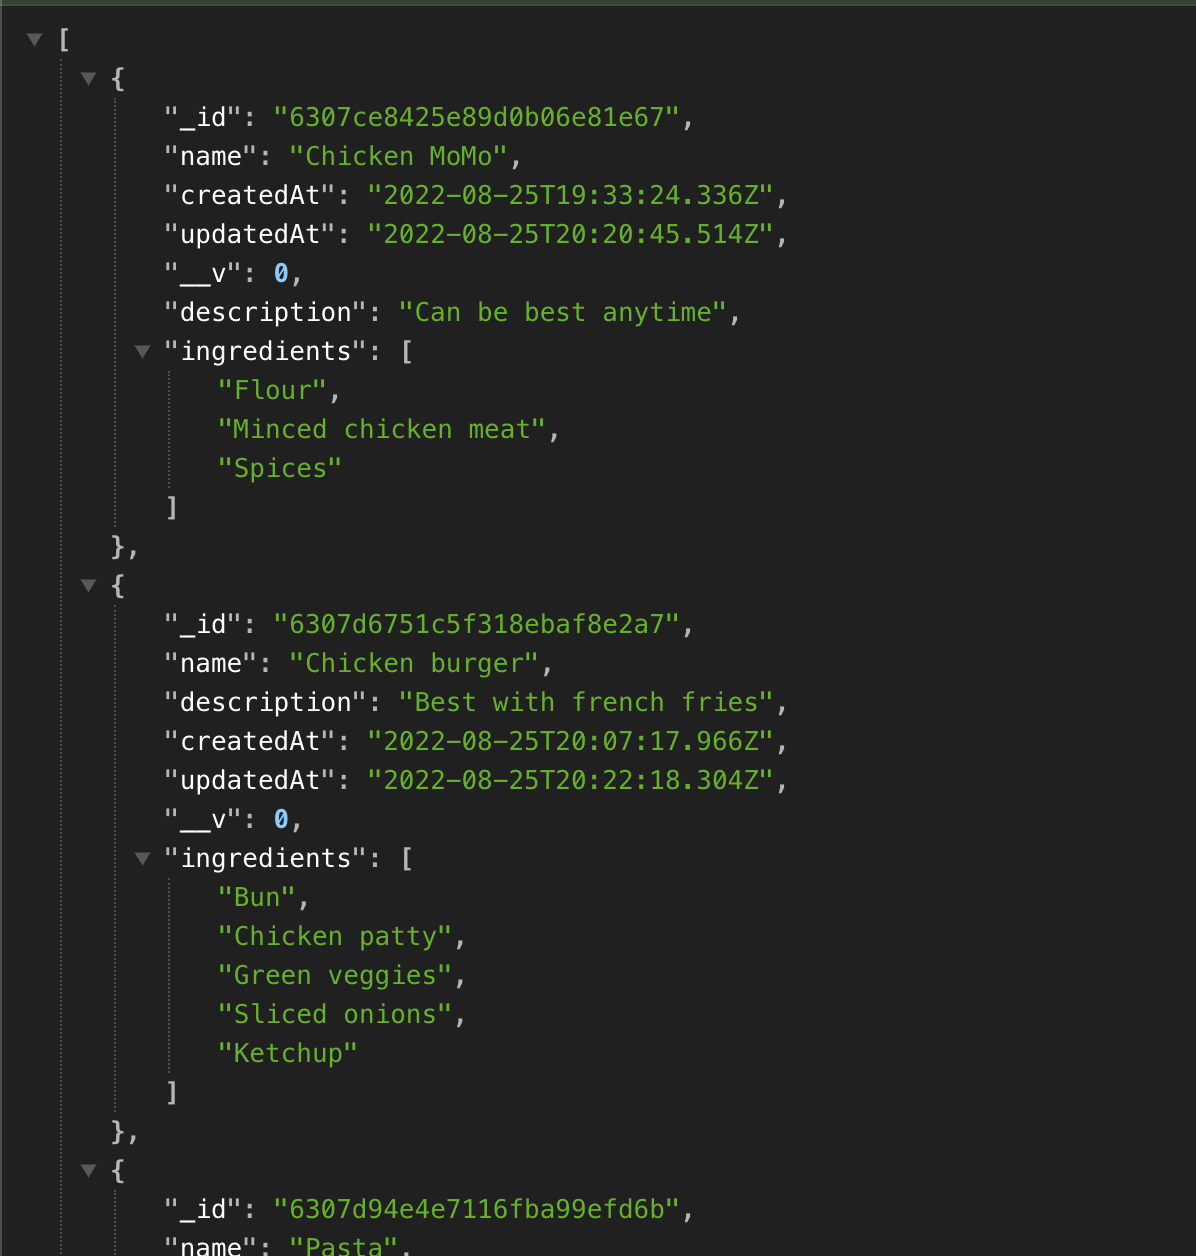 [
{
"_id": "6307ce8425e89d0b06e81e67",
"name": "Chicken MoMo",
"createdAt": "2022-08-25T19:33:24.336Z",
"updatedAt": "2022-08-25T20:20:45.514Z",
"__v": 0,
"description": "Can be best anytime",
"ingredients": [
"Flour",
"Minced chicken meat",
"Spices"
]
},
{
"_id": "6307d6751c5f318ebaf8e2a7",
"name": "Chicken burger",
"description": "Best with french fries",
"createdAt": "2022-08-25T20:07:17.966Z",
"updatedAt": "2022-08-25T20:22:18.304Z",
"__v": 0,
"ingredients": [
"Bun",
"Chicken patty",
"Green veggies",
"Sliced onions",
"Ketchup"
]
},
{
"_id": "6307d94e4e7116fba99efd6b",
"name": "Pasta",